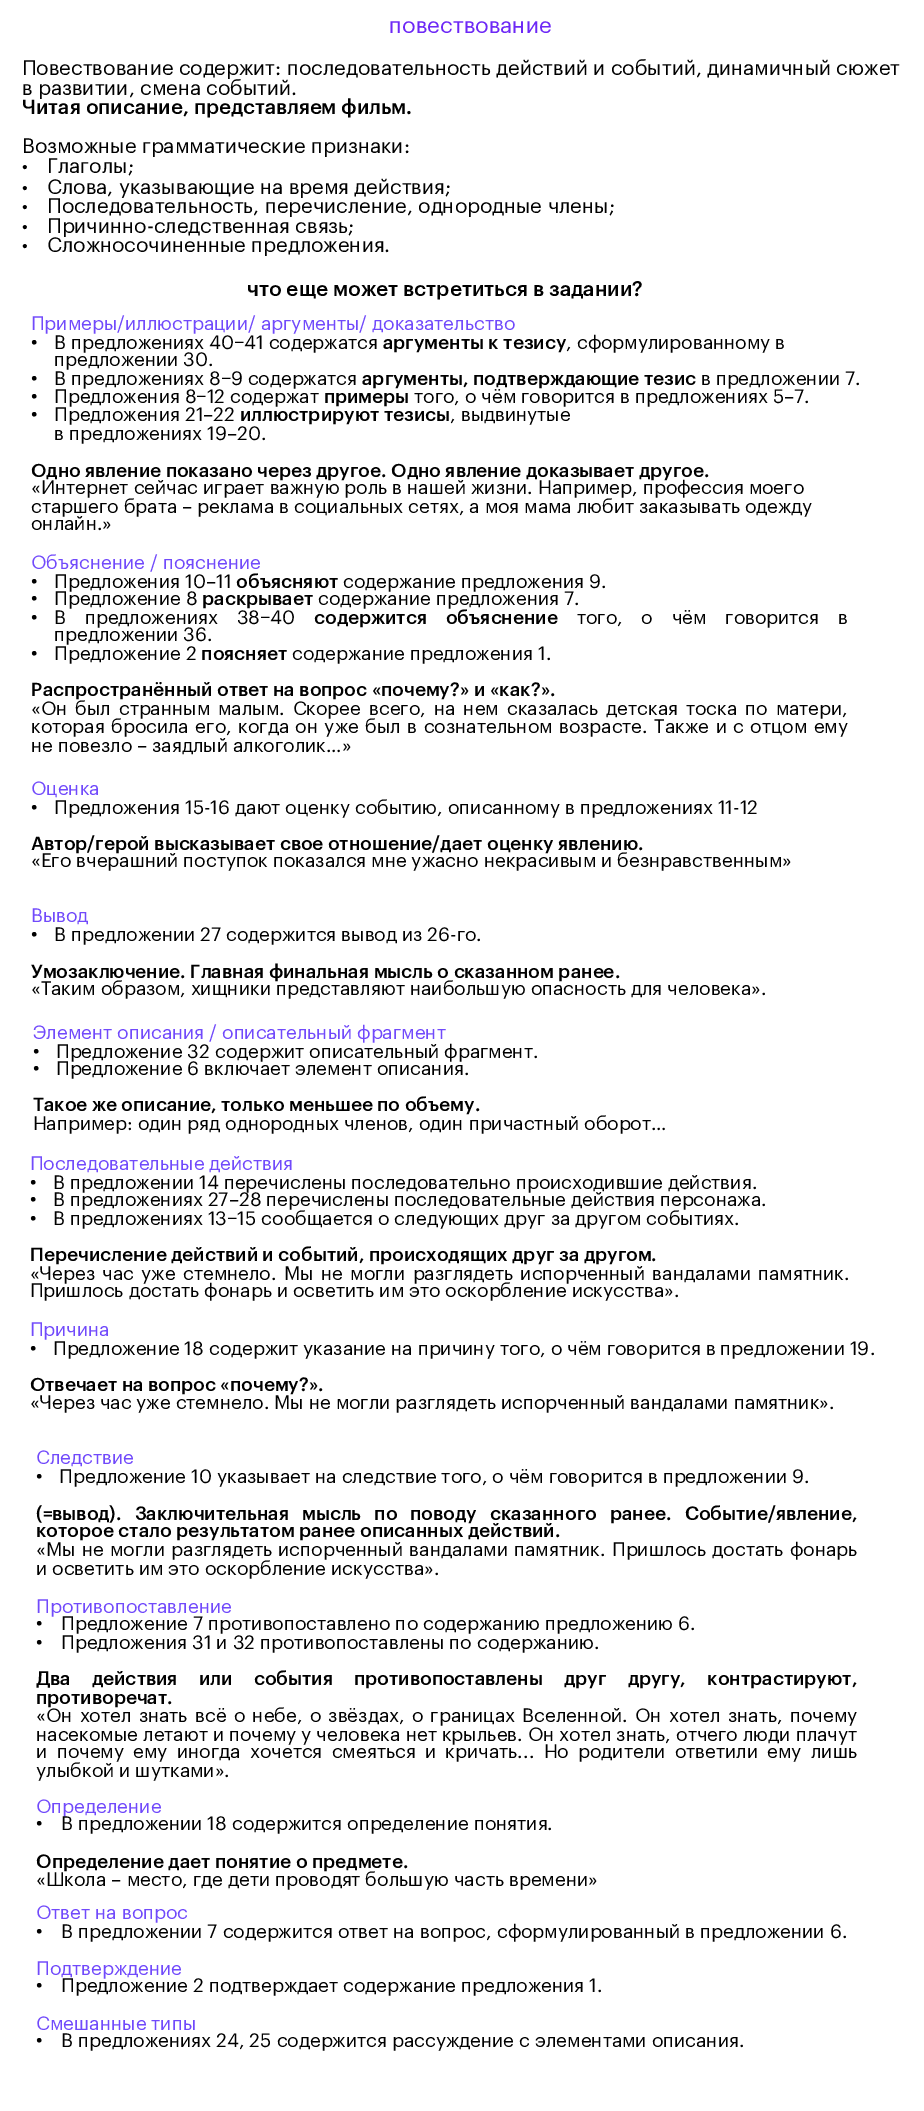 повествование
Повествование содержит: последовательность действий и событий, динамичный сюжет
в развитии, смена событий.
Читая описание, представляем фильм.
Возможные грамматические признаки:
• Глаголы;
• Слова, указывающие на время действия;
• Последовательность, перечисление, однородные члены;
• Причинно-следственная связь;
• Сложносочиненные предложения.
что еще может встретиться в задании?
Примеры/иллюстрации/ аргументы/ доказательство
• В предложениях 40–41 содержатся аргументы к тезису, сформулированному в
предложении 30.
• В предложениях 8–9 содержатся аргументы, подтверждающие тезис в предложении 7.
• Предложения 8–12 содержат примеры того, о чём говорится в предложениях 5–7.
• Предложения 21–22 иллюстрируют тезисы, выдвинутые
в предложениях 19–20.
Одно явление показано через другое. Одно явление доказывает другое.
«Интернет сейчас играет важную роль в нашей жизни. Например, профессия моего
старшего брата – реклама в социальных сетях, а моя мама любит заказывать одежду
онлайн.»
Объяснение / пояснение
• Предложения 10–11 объясняют содержание предложения 9.
• Предложение 8 раскрывает содержание предложения 7.
• В предложениях 38–40 содержится объяснение того, о чём говорится в
предложении 36.
• Предложение 2 поясняет содержание предложения 1.
Распространённый ответ на вопрос «почему?» и «как?».
«Он был странным малым. Скорее всего, на нем сказалась детская тоска по матери,
которая бросила его, когда он уже был в сознательном возрасте. Также и с отцом ему
не повезло – заядлый алкоголик…»
Оценка
• Предложения 15-16 дают оценку событию, описанному в предложениях 11-12
Автор/герой высказывает свое отношение/дает оценку явлению.
«Его вчерашний поступок показался мне ужасно некрасивым и безнравственным»
Вывод
• В предложении 27 содержится вывод из 26-го.
Умозаключение. Главная финальная мысль о сказанном ранее.
«Таким образом, хищники представляют наибольшую опасность для человека».
Элемент описания / описательный фрагмент
• Предложение 32 содержит описательный фрагмент.
• Предложение 6 включает элемент описания.
Такое же описание, только меньшее по объему.
Например: один ряд однородных членов, один причастный оборот…
Последовательные действия
• В предложении 14 перечислены последовательно происходившие действия.
• В предложениях 27–28 перечислены последовательные действия персонажа.
• В предложениях 13–15 сообщается о следующих друг за другом событиях.
Перечисление действий и событий, происходящих друг за другом.
«Через час уже стемнело. Мы не могли разглядеть испорченный вандалами памятник.
Пришлось достать фонарь и осветить им это оскорбление искусства».
Причина
• Предложение 18 содержит указание на причину того, о чём говорится в предложении 19.
Отвечает на вопрос «почему?».
«Через час уже стемнело. Мы не могли разглядеть испорченный вандалами памятник».
Следствие
• Предложение 10 указывает на следствие того, о чём говорится в предложении 9.
(=вывод). Заключительная мысль по поводу сказанного ранее. Событие/явление,
которое стало результатом ранее описанных действий.
«Мы не могли разглядеть испорченный вандалами памятник. Пришлось достать фонарь
и осветить им это оскорбление искусства».
Противопоставление
• Предложение 7 противопоставлено по содержанию предложению 6.
• Предложения 31 и 32 противопоставлены по содержанию.
Два действия или события противопоставлены друг другу, контрастируют,
противоречат.
«Он хотел знать всё о небе, о звёздах, о границах Вселенной. Он хотел знать, почему
насекомые летают и почему у человека нет крыльев. Он хотел знать, отчего люди плачут
и почему ему иногда хочется смеяться и кричать... Но родители ответили ему лишь
улыбкой и шутками».
Определение
• В предложении 18 содержится определение понятия.
Определение дает понятие о предмете.
«Школа – место, где дети проводят большую часть времени»
Ответ на вопрос
• В предложении 7 содержится ответ на вопрос, сформулированный в предложении 6.
Подтверждение
• Предложение 2 подтверждает содержание предложения 1.
Смешанные типы
• В предложениях 24, 25 содержится рассуждение с элементами описания.